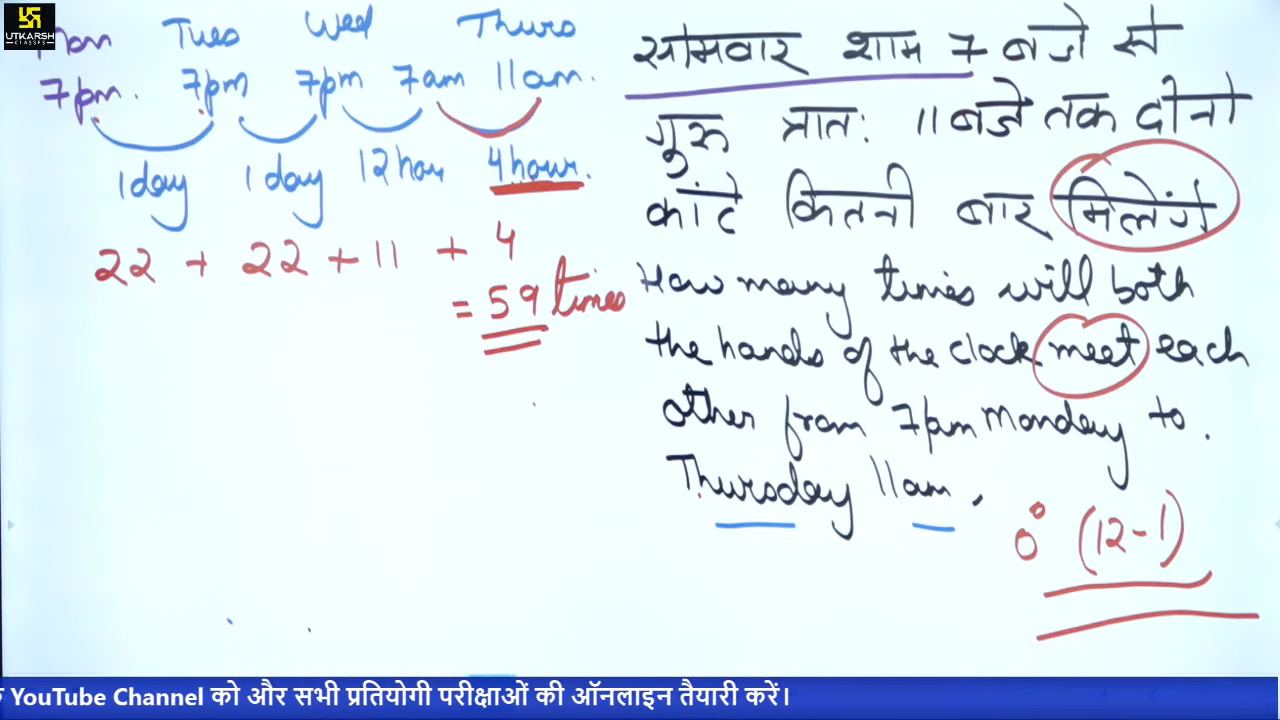 UTKARSH
CLASSES
Mon Tues Wed Thurs
7pm. 7pm 7pm 7am 11am.
1day 1day 12hou 4hour.
22 + 22 + 11 + 4
= 59 times
सोमवार शाम 7 बजे से
गुरु प्रातः 11 बजे तक दोनो
कांटे कितनी बार मिलेंगे
How many times will both
the hands of the clock meet each
other from 7pm Monday to.
Thursday 11am.
0° (12-1)
YouTube Channel को और सभी प्रतियोगी परीक्षाओं की ऑनलाइन तैयारी करें।